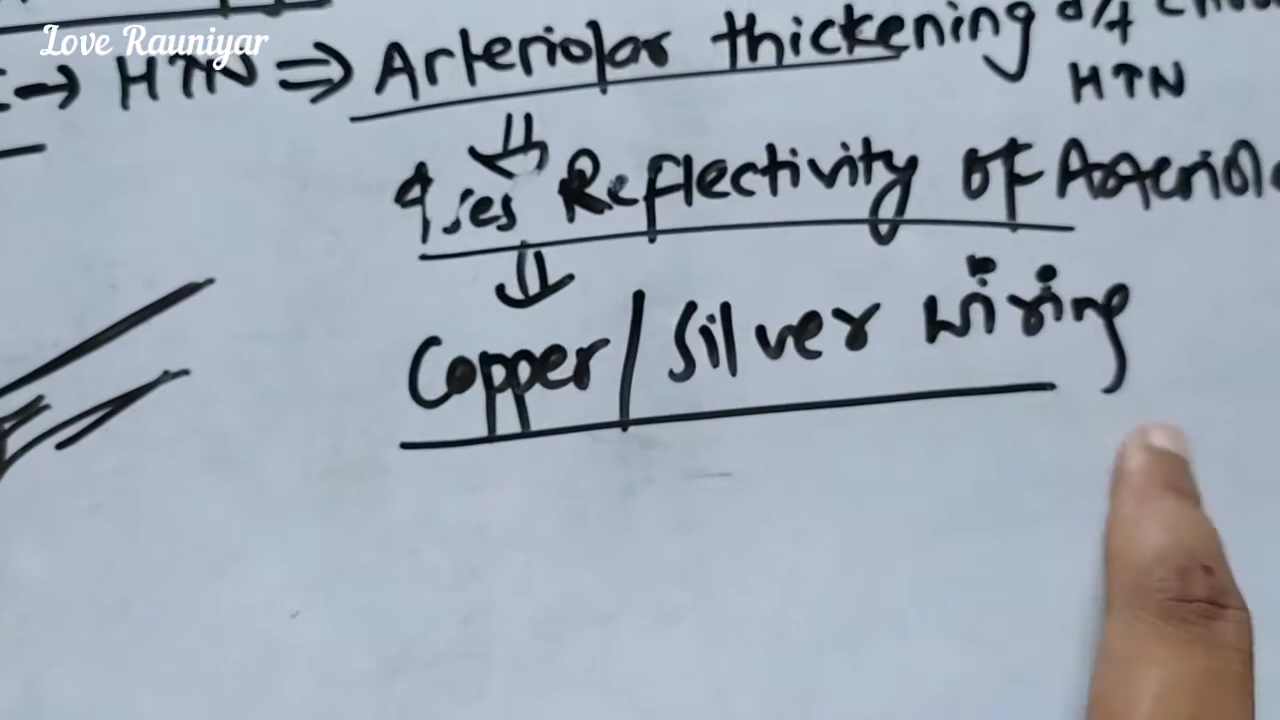 Love Rauniyar
→ HTN ⇒ Arteriolar thickening d/t
HTN
⇓
↑ses Reflectivity of
⇓
Copper/Silver wiring